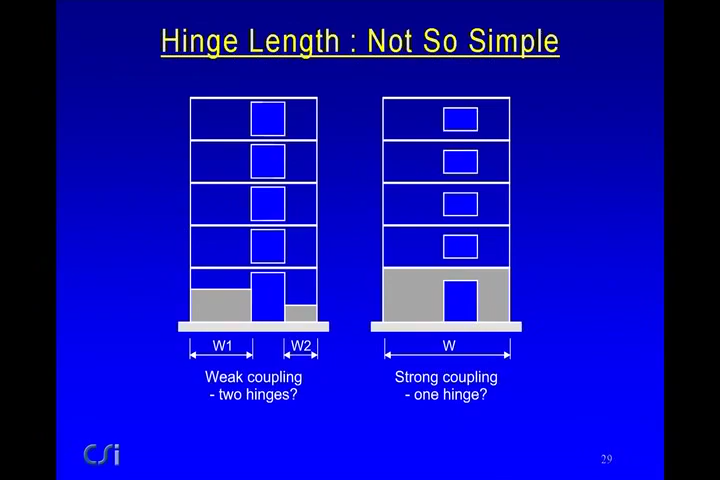 Hinge Length : Not So Simple
W1
W2
W
Weak coupling
- two hinges?
Strong coupling
- one hinge?
CSi
29